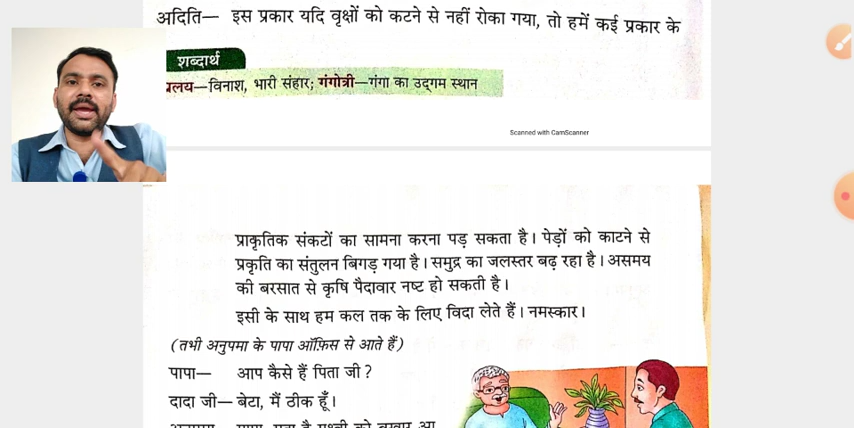 अदिति— इस प्रकार यदि वृक्षों को कटने से नहीं रोका गया, तो हमें कई प्रकार के
शब्दार्थ
प्रलय—विनाश, भारी संहार; गंगोत्री—गंगा का उद्‌गम स्थान
Scanned with CamScanner
प्राकृतिक संकटों का सामना करना पड़ सकता है। पेड़ों को काटने से
प्रकृति का संतुलन बिगड़ गया है। समुद्र का जलस्तर बढ़ रहा है। असमय
की बरसात से कृषि पैदावार नष्ट हो सकती है।
इसी के साथ हम कल तक के लिए विदा लेते हैं। नमस्कार।
(तभी अनुपमा के पापा ऑफ़िस से आते हैं)
पापा— आप कैसे हैं पिता जी ?
दादा जी— बेटा, मैं ठीक हूँ।